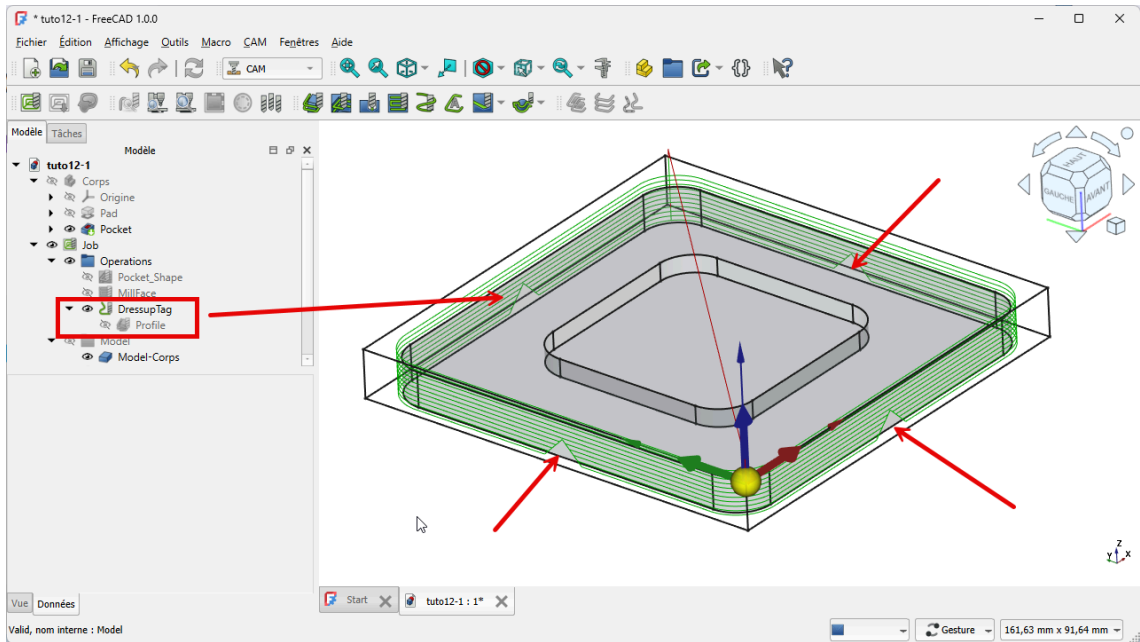 * tuto12-1 - FreeCAD 1.0.0
Fichier Édition Affichage Outils Macro CAM Fenêtres Aide
CAM
Modèle Tâches
Modèle
tuto12-1
Corps
Origine
Pad
Pocket
Job
Operations
Pocket_Shape
MillFace
DressupTag
Profile
Model
Model-Corps
HAUT
GAUCHE
AVANT
Z
Y
X
Vue Données
Start
tuto12-1 : 1*
Valid, nom interne : Model
Gesture
161,63 mm x 91,64 mm